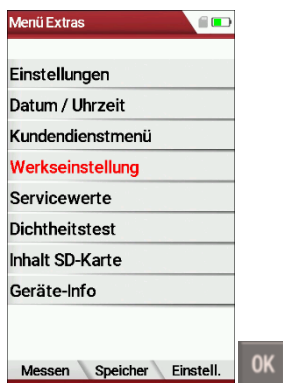 Menü Extras
Einstellungen
Datum / Uhrzeit
Kundendienstmenü
Werkseinstellung
Servicewerte
Dichtheitstest
Inhalt SD-Karte
Geräte-Info
Messen Speicher Einstell.
OK